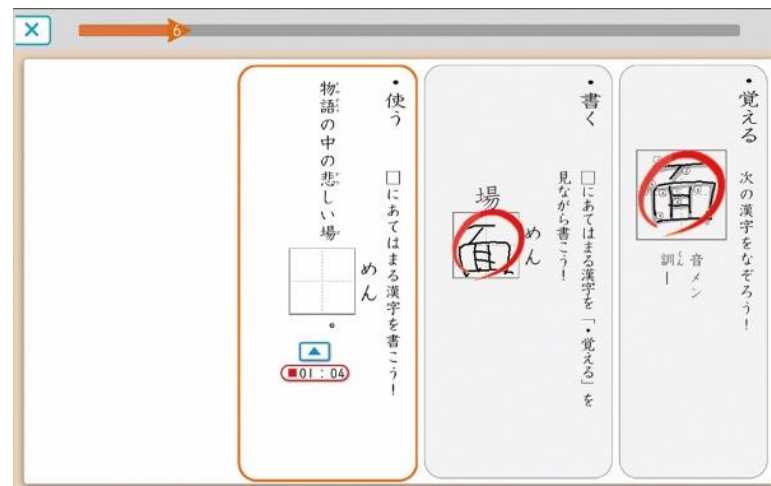 6
・覚える 次の漢字をなぞろう!
面
音メン
訓くんー
・書く □にあてはまる漢字を「・覚える」を
見ながら書こう!
場面
めん
・使う □にあてはまる漢字を書こう!
物語の中の悲しい場□。
めん
01:04